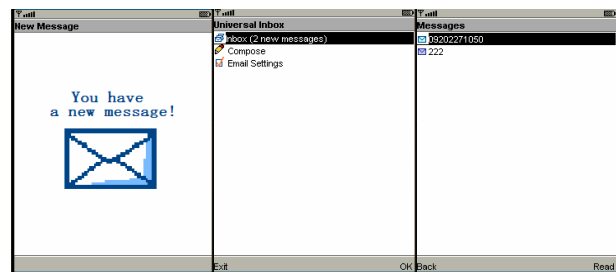 New Message
You have
a new message!
Universal Inbox
Inbox (2 new messages)
Compose
Email Settings
Exit
OK
Messages
09202271050
222
Back
Read